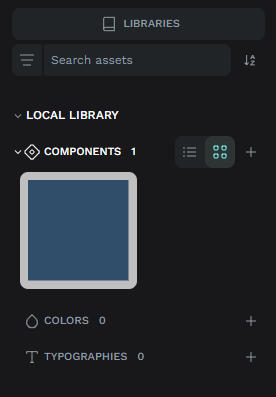 LIBRARIES
Search assets
LOCAL LIBRARY
COMPONENTS 1
COLORS 0
TYPOGRAPHIES 0